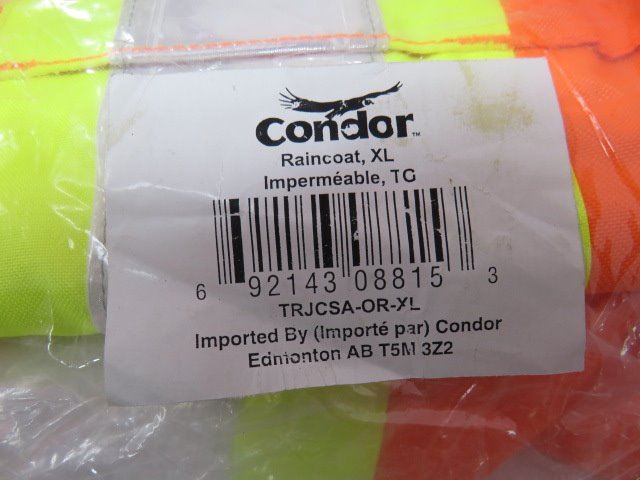 Condor™
Raincoat, XL
Imperméable, TG
6 92143 08815 3
TRJCSA-OR-XL
Imported By (Importé par) Condor
Edmonton AB T5M 3Z2